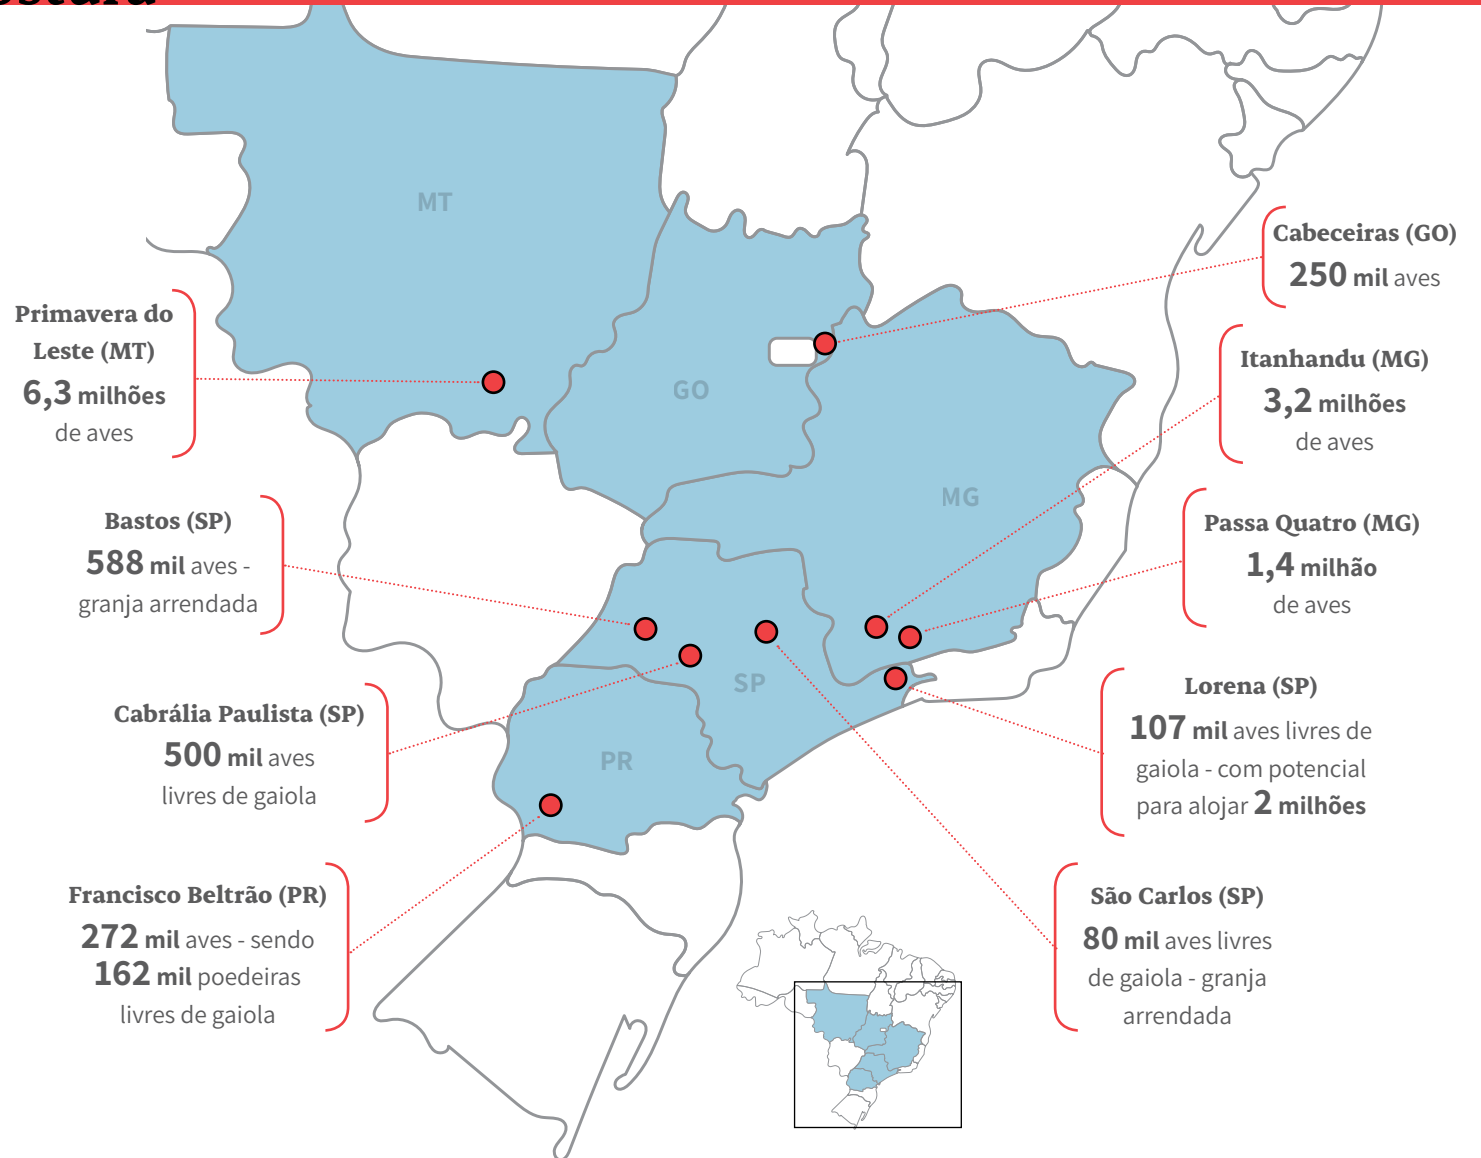 MT
GO
MG
SP
PR
Primavera do
Leste (MT)
6,3 milhões
de aves
Bastos (SP)
588 mil aves -
granja arrendada
Cabrália Paulista (SP)
500 mil aves
livres de gaiola
Francisco Beltrão (PR)
272 mil aves - sendo
162 mil poedeiras
livres de gaiola
Cabeceiras (GO)
250 mil aves
Itanhandu (MG)
3,2 milhões
de aves
Passa Quatro (MG)
1,4 milhão
de aves
Lorena (SP)
107 mil aves livres de
gaiola - com potencial
para alojar 2 milhões
São Carlos (SP)
80 mil aves livres
de gaiola - granja
arrendada